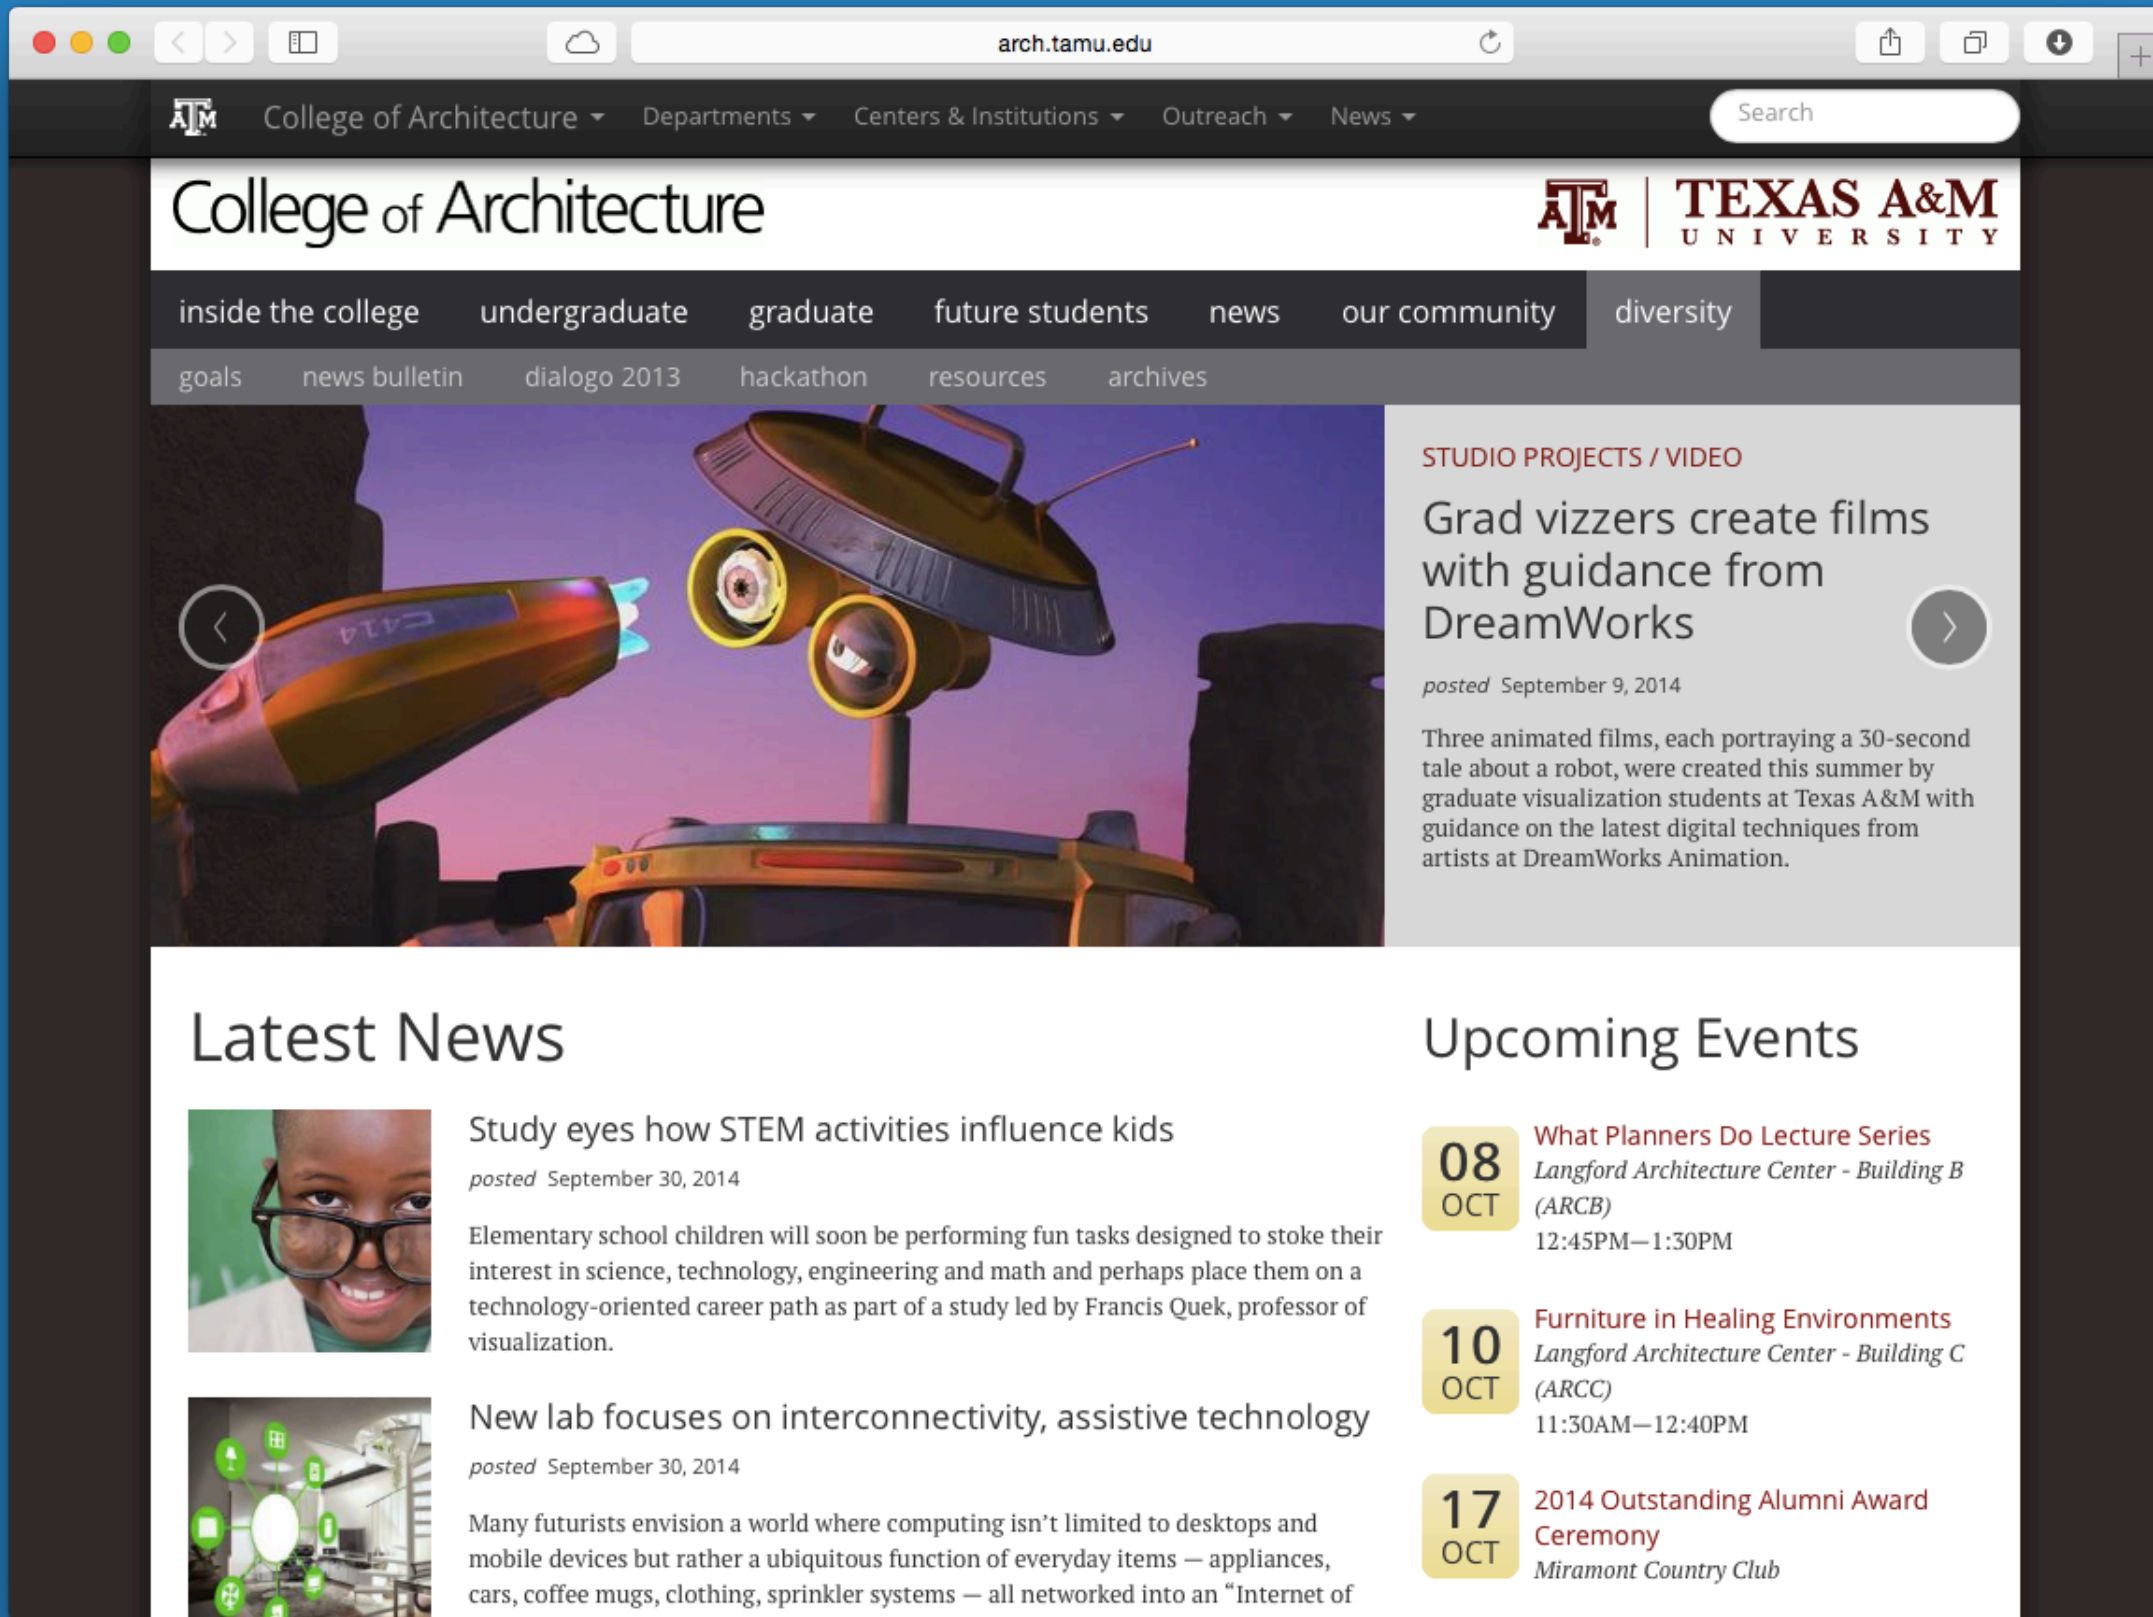 arch.tamu.edu
ATM College of Architecture Departments Centers & Institutions Outreach News Search
College of Architecture
ATM TEXAS A&M
UNIVERSITY
inside the college undergraduate graduate future students news our community diversity
goals news bulletin dialogo 2013 hackathon resources archives
STUDIO PROJECTS / VIDEO
Grad vizzers create films
with guidance from
DreamWorks
posted September 9, 2014
Three animated films, each portraying a 30-second
tale about a robot, were created this summer by
graduate visualization students at Texas A&M with
guidance on the latest digital techniques from
artists at DreamWorks Animation.
Latest News
Study eyes how STEM activities influence kids
posted September 30, 2014
Elementary school children will soon be performing fun tasks designed to stoke their
interest in science, technology, engineering and math and perhaps place them on a
technology-oriented career path as part of a study led by Francis Quek, professor of
visualization.
New lab focuses on interconnectivity, assistive technology
posted September 30, 2014
Many futurists envision a world where computing isn't limited to desktops and
mobile devices but rather a ubiquitous function of everyday items — appliances,
cars, coffee mugs, clothing, sprinkler systems — all networked into an “Internet of
Upcoming Events
08
OCT
What Planners Do Lecture Series
Langford Architecture Center - Building B
(ARCB)
12:45PM—1:30PM
10
OCT
Furniture in Healing Environments
Langford Architecture Center - Building C
(ARCC)
11:30AM—12:40PM
17
OCT
2014 Outstanding Alumni Award
Ceremony
Miramont Country Club